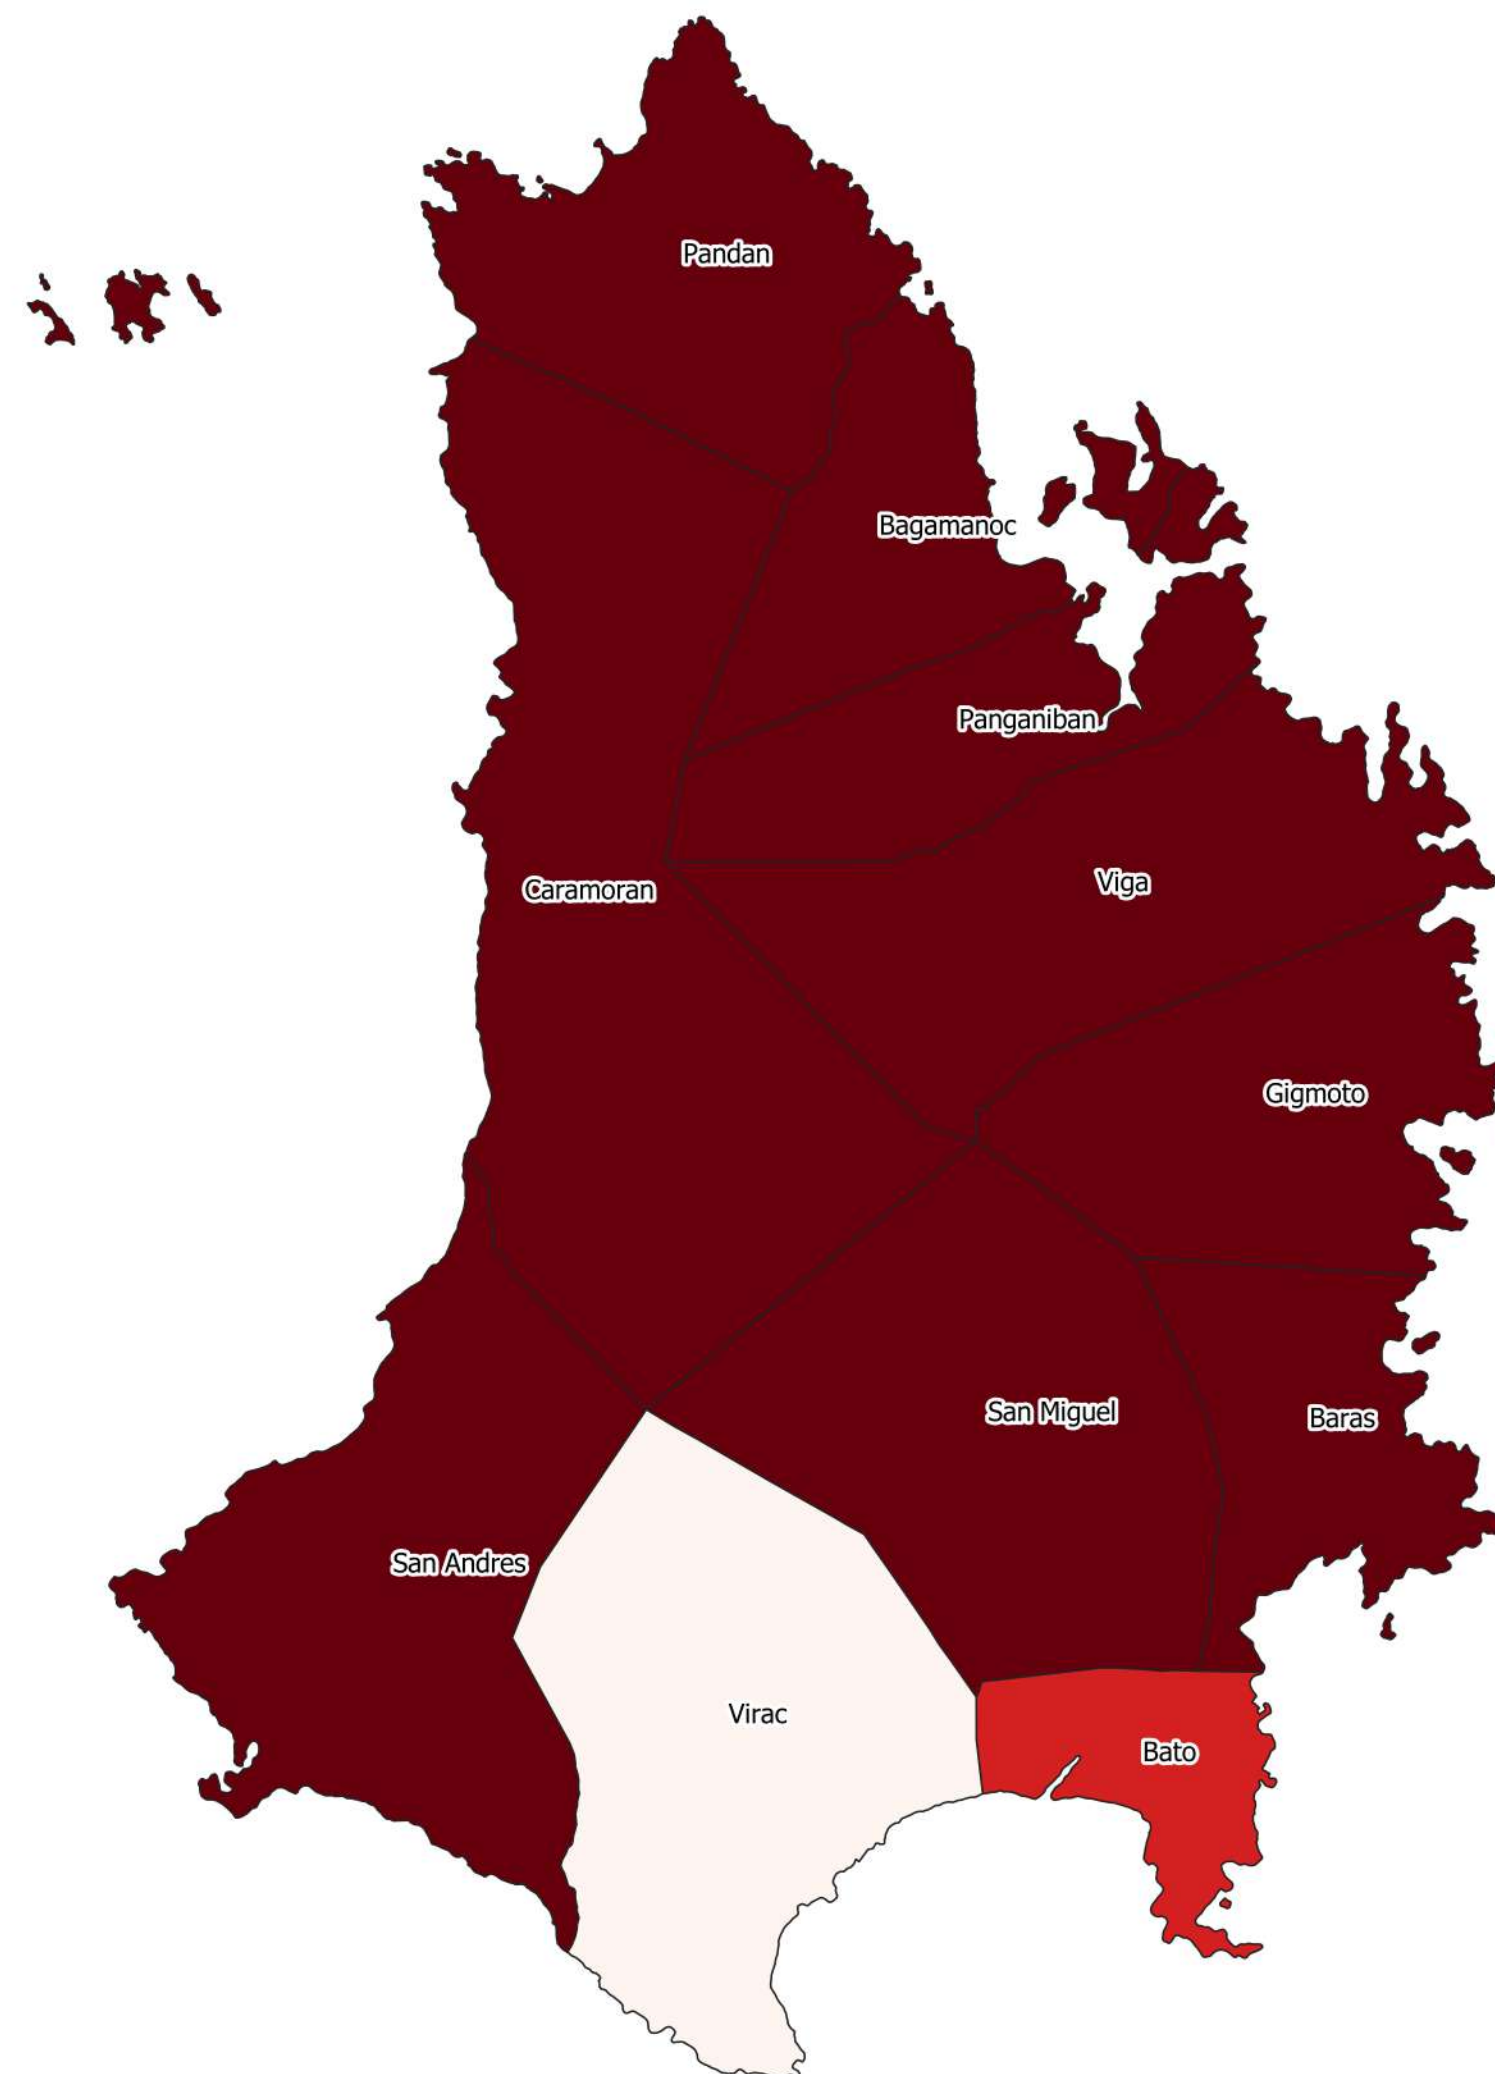 Pandan
Bagamanoc
Panganiban
Viga
Caramoran
Gigmoto
San Miguel
Baras
San Andres
Virac
Bato